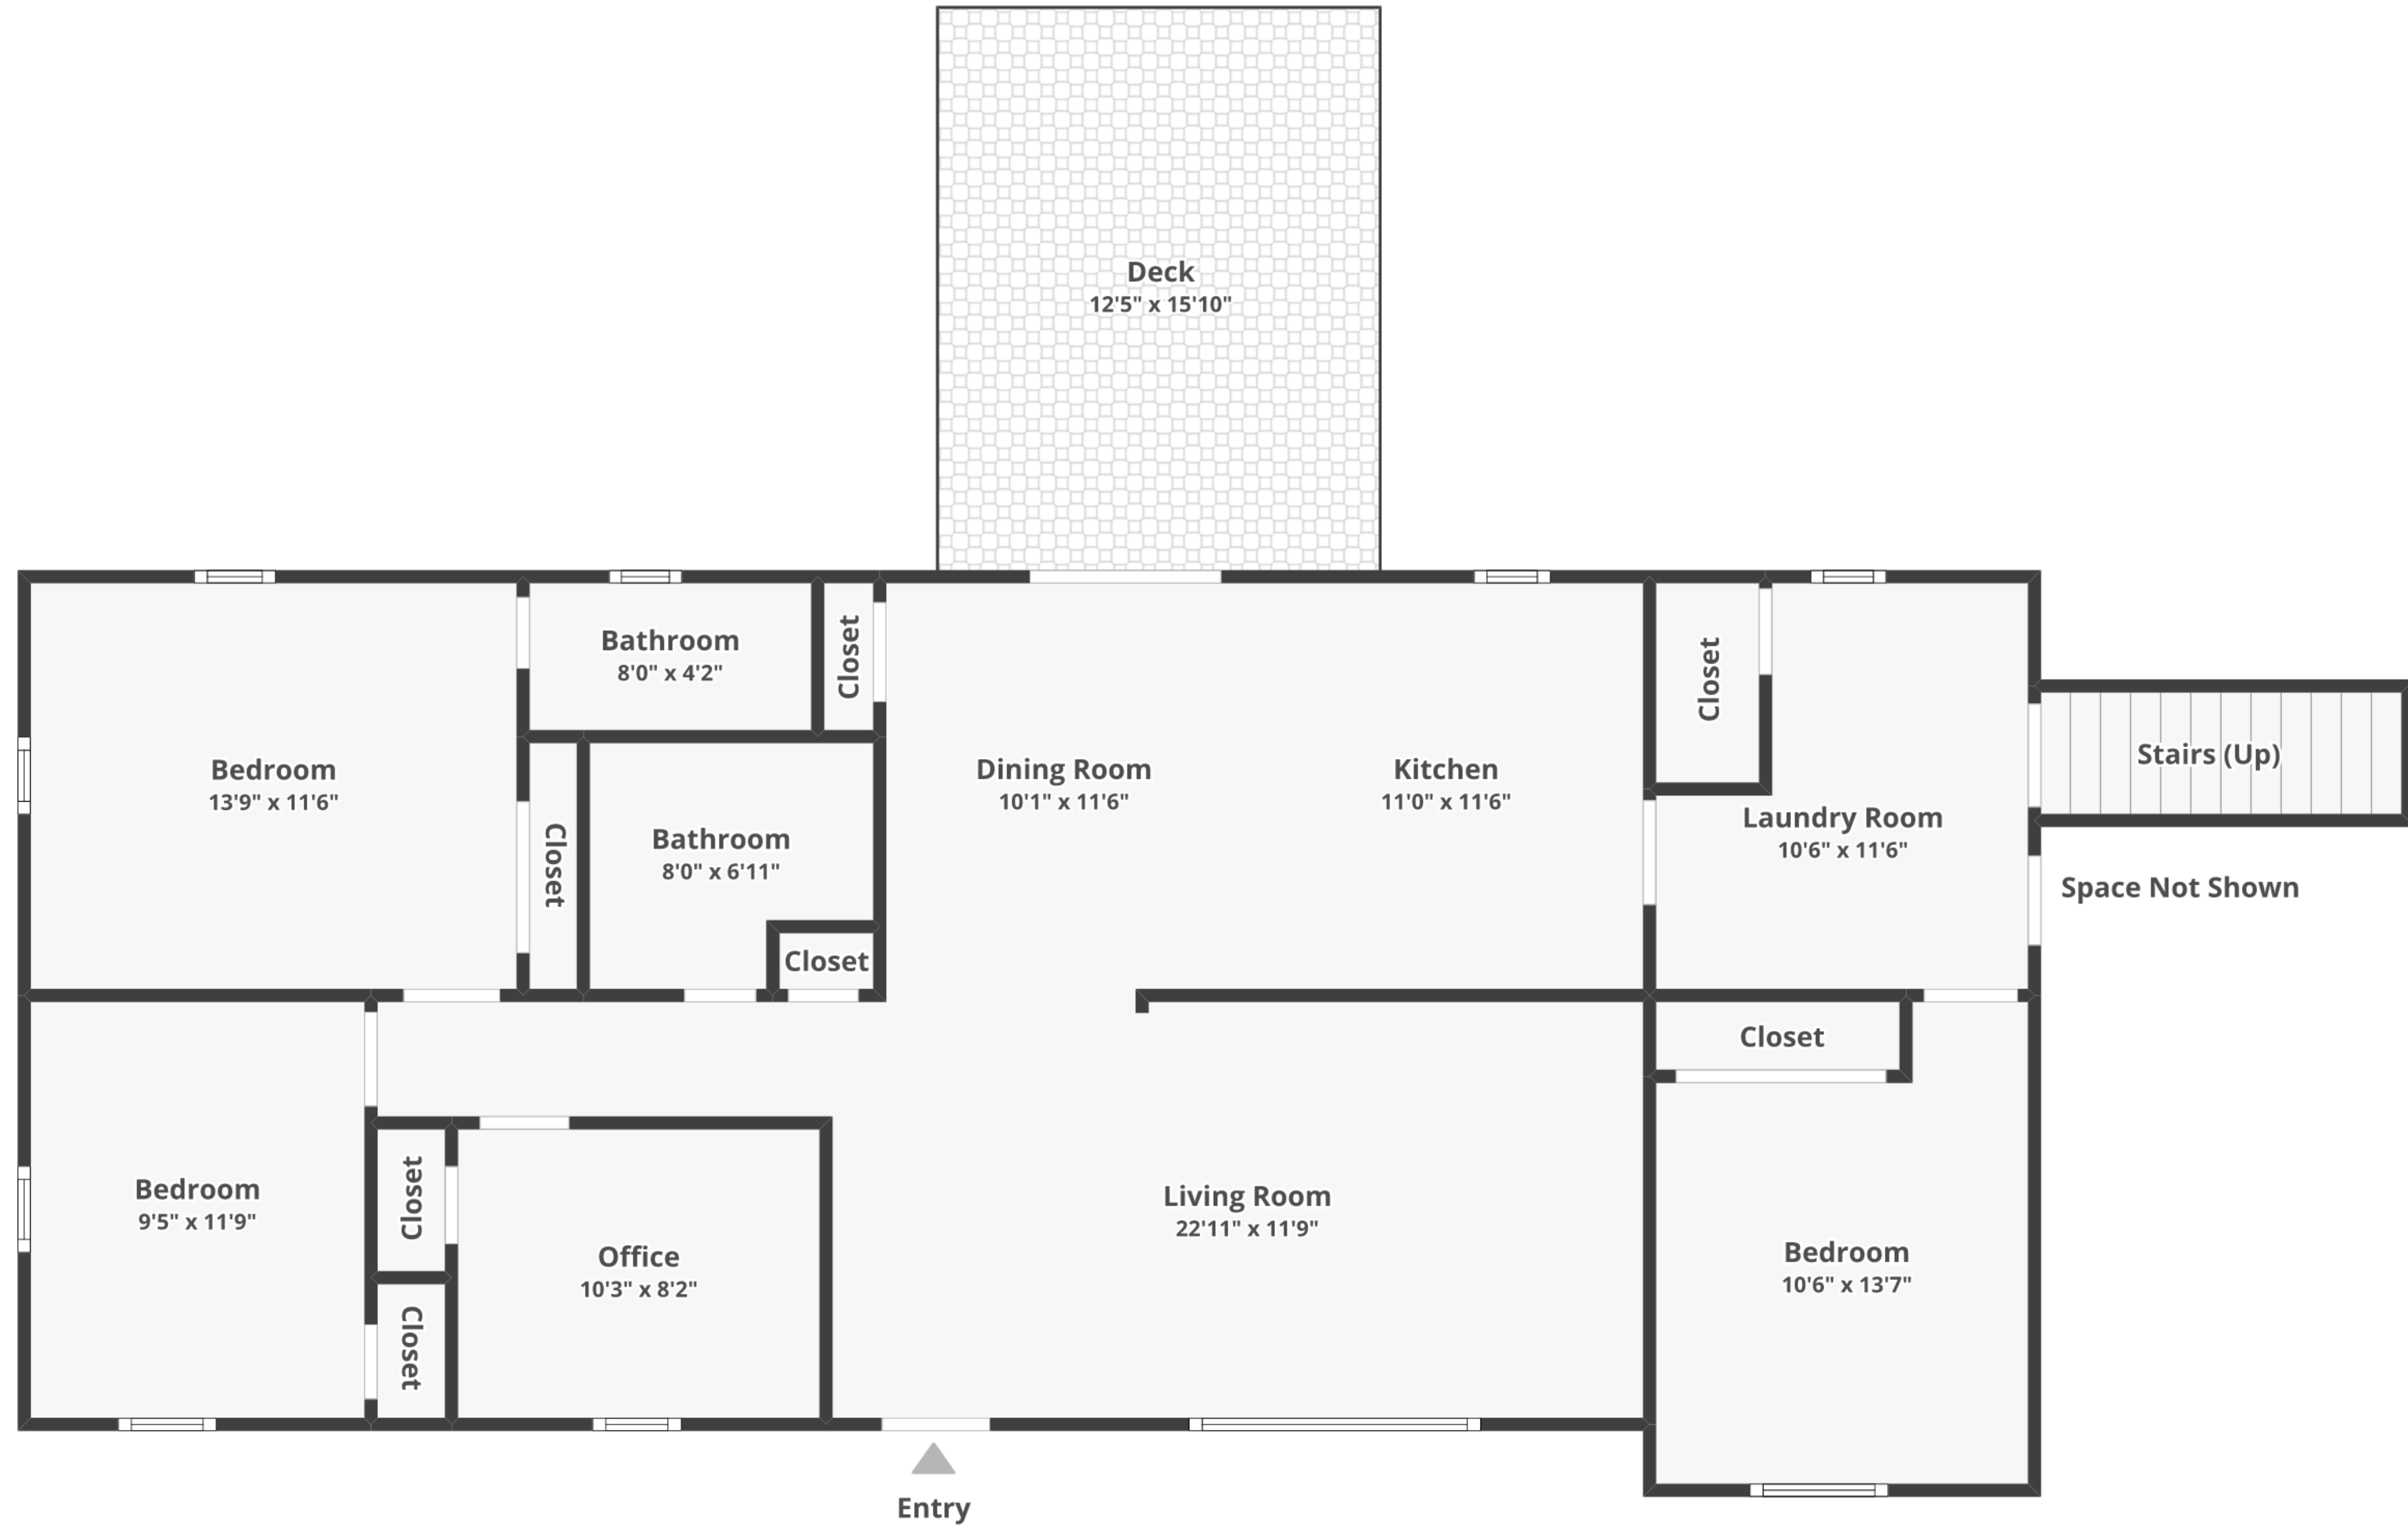 Deck
12'5" x 15'10"
Bathroom
8'0" x 4'2"
Closet
Closet
Bedroom
13'9" x 11'6"
Closet
Bathroom
8'0" x 6'11"
Closet
Dining Room
10'1" x 11'6"
Kitchen
11'0" x 11'6"
Laundry Room
10'6" x 11'6"
Stairs (Up)
Space Not Shown
Closet
Bedroom
9'5" x 11'9"
Closet
Closet
Office
10'3" x 8'2"
Living Room
22'11" x 11'9"
Bedroom
10'6" x 13'7"
Entry